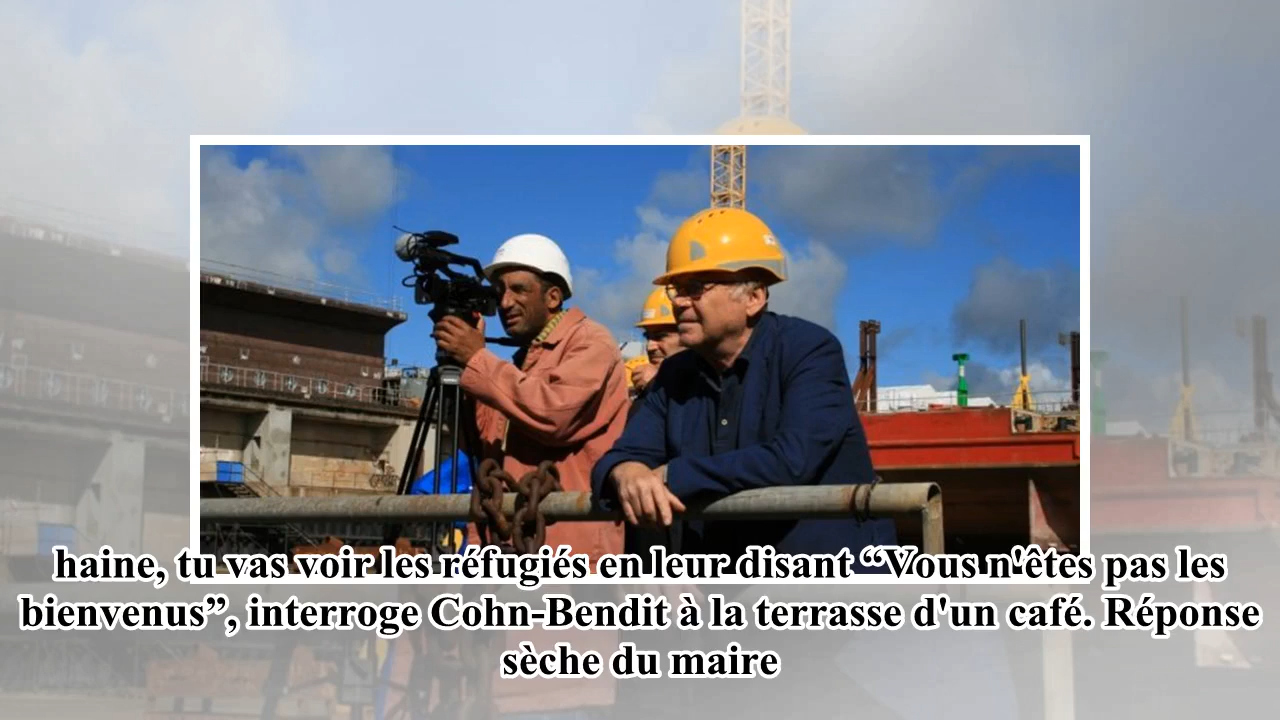 haine, tu vas voir les réfugiés en leur disant “Vous n'êtes pas les
bienvenus”, interroge Cohn-Bendit à la terrasse d'un café. Réponse
sèche du maire